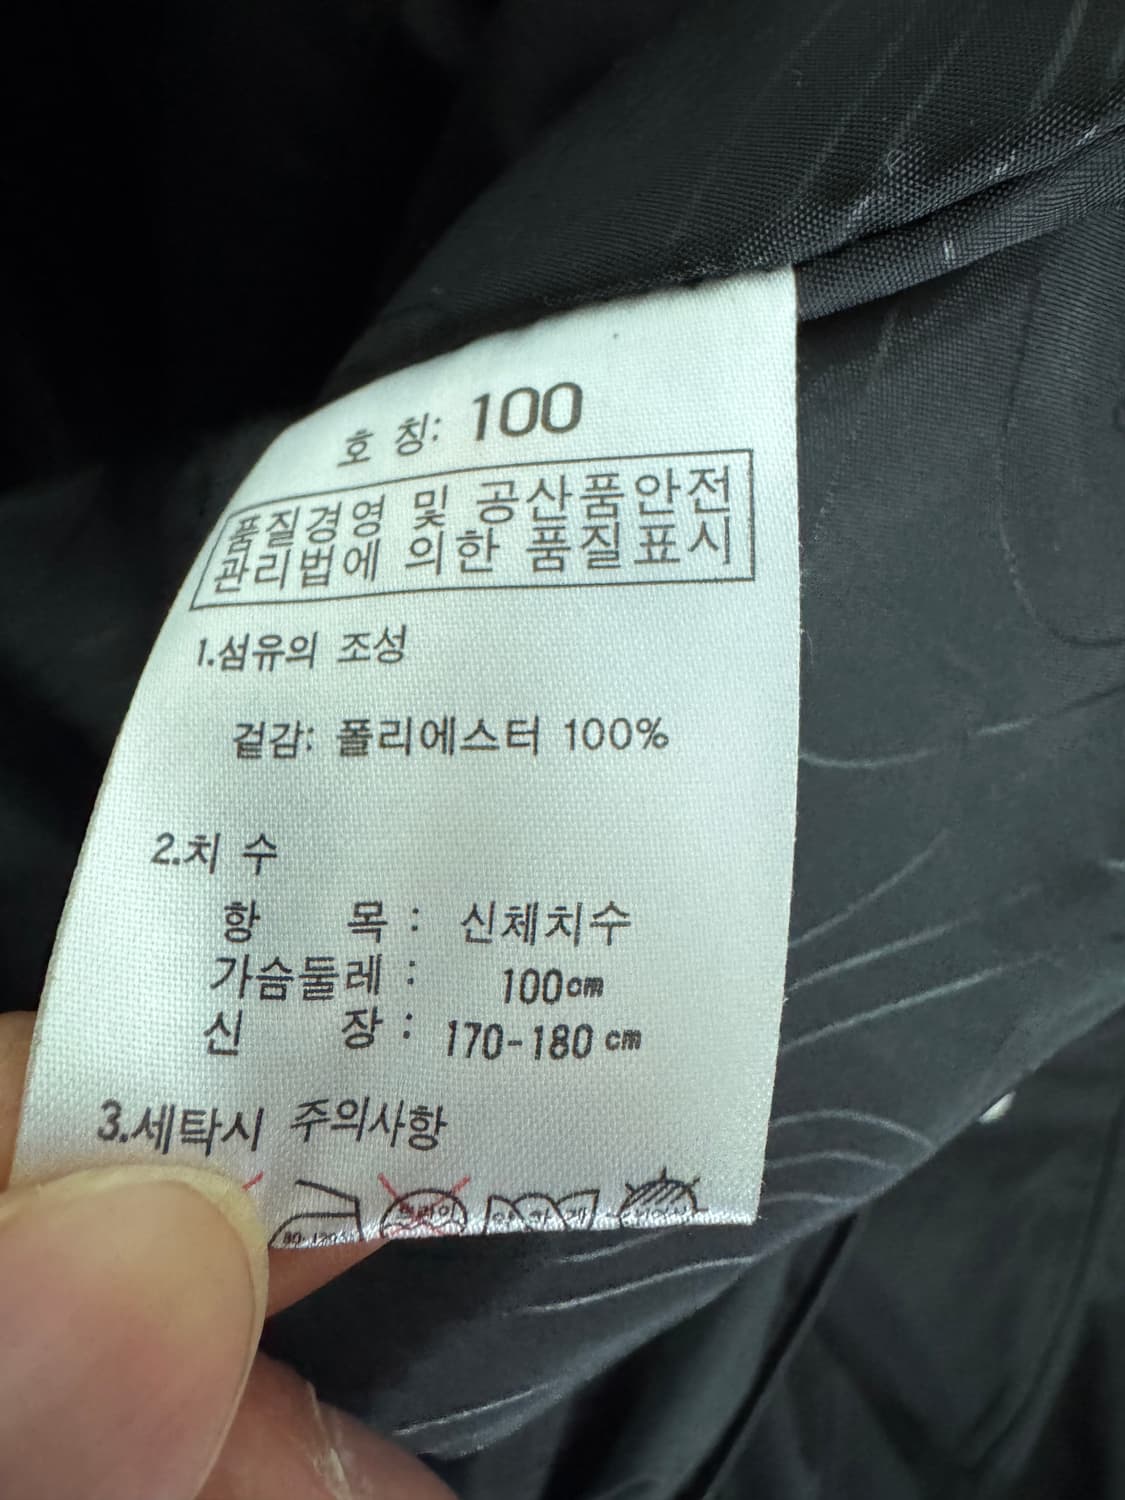 호 칭: 100
품질경영 및 공산품안전
관리법에 의한 품질표시
1.섬유의 조성
겉감: 폴리에스터 100%
2.치 수
항 목 : 신체치수
가슴둘레 : 100cm
신 장 : 170-180 cm
3.세탁시 주의사항